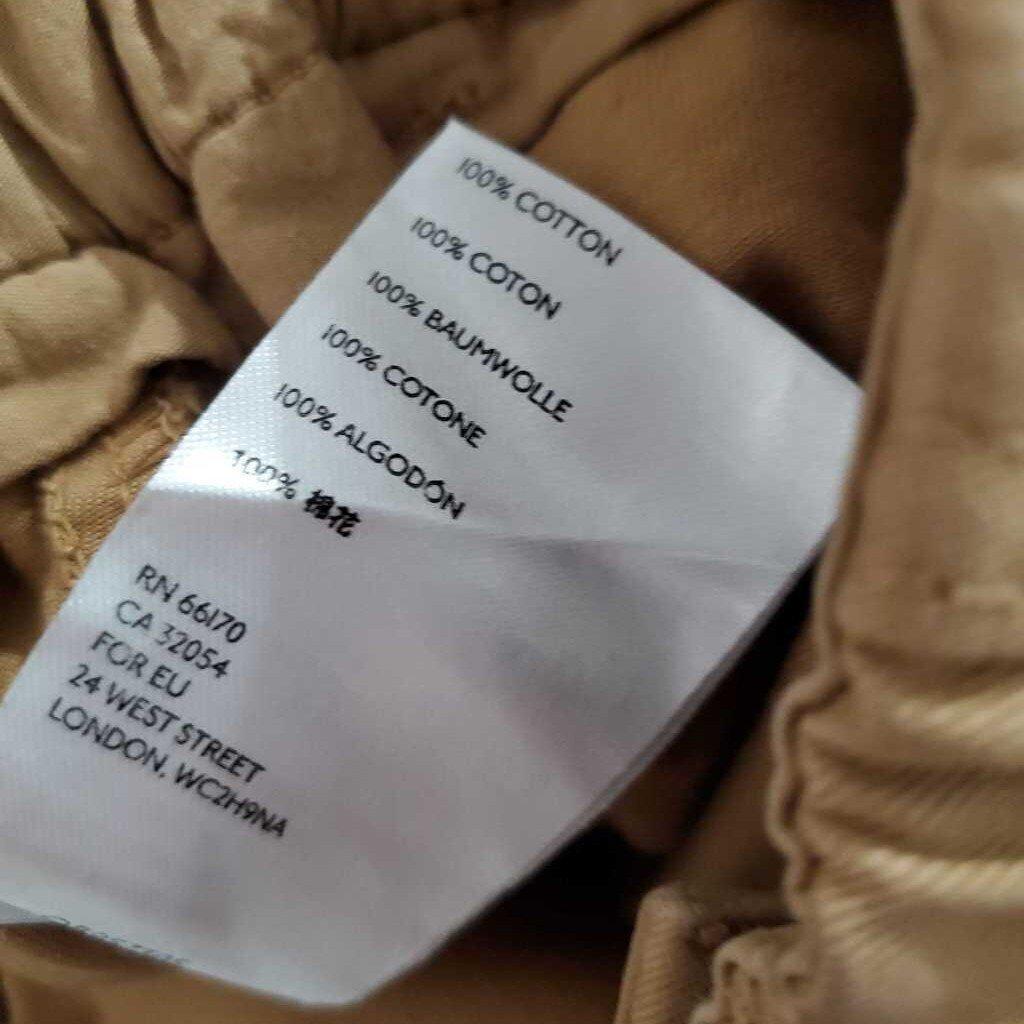 100% COTTON
100% COTON
100% BAUMWOLLE
100% COTONE
100% ALGODÓN
100% 棉花
RN 66170
CA 32054
FOR EU
24 WEST STREET
LONDON, WC2H9NA